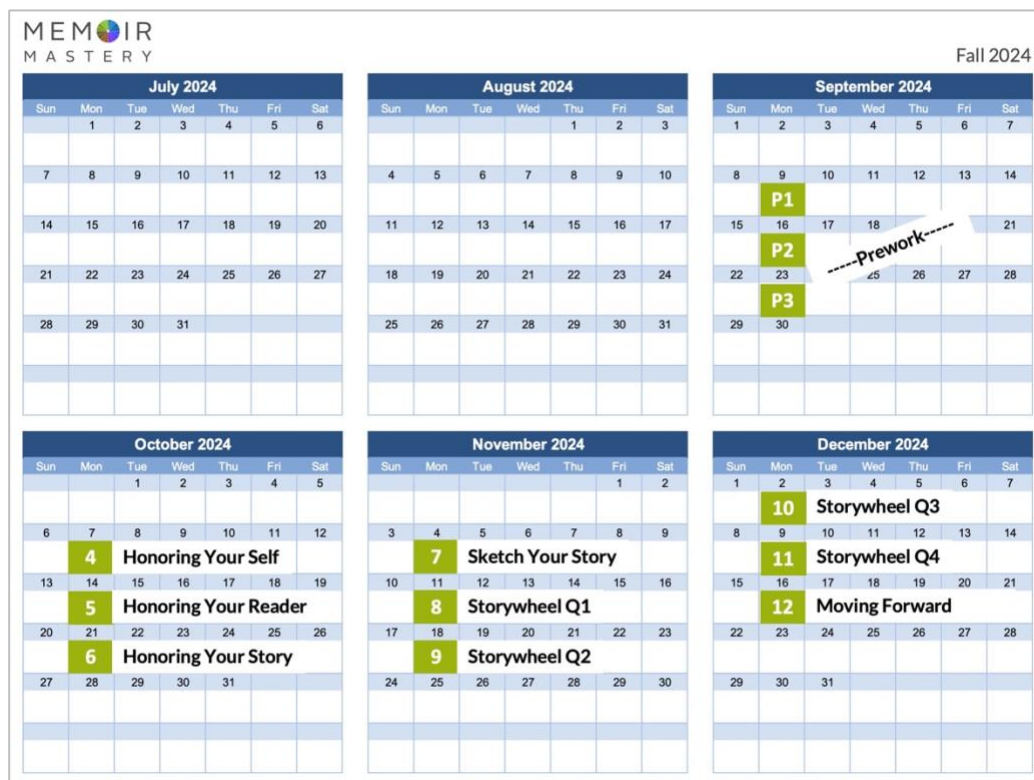 MEMOIR
MASTERY
Fall 2024
July 2024
Sun Mon Tue Wed Thu Fri Sat
1 2 3 4 5 6
7 8 9 10 11 12 13
14 15 16 17 18 19 20
21 22 23 24 25 26 27
28 29 30 31
August 2024
Sun Mon Tue Wed Thu Fri Sat
1 2 3
4 5 6 7 8 9 10
11 12 13 14 15 16 17
18 19 20 21 22 23 24
25 26 27 28 29 30 31
September 2024
Sun Mon Tue Wed Thu Fri Sat
1 2 3 4 5 6 7
8 9 10 11 12 13 14
P1
15 16 17 18 21
P2 -----Prework-----
22 23 25 26 27 28
P3
29 30
October 2024
Sun Mon Tue Wed Thu Fri Sat
1 2 3 4 5
6 7 8 9 10 11 12
4 Honoring Your Self
13 14 15 16 17 18 19
5 Honoring Your Reader
20 21 22 23 24 25 26
6 Honoring Your Story
27 28 29 30 31
November 2024
Sun Mon Tue Wed Thu Fri Sat
1 2
3 4 5 6 7 8 9
7 Sketch Your Story
10 11 12 13 14 15 16
8 Storywheel Q1
17 18 19 20 21 22 23
9 Storywheel Q2
24 25 26 27 28 29 30
December 2024
Sun Mon Tue Wed Thu Fri Sat
1 2 3 4 5 6 7
10 Storywheel Q3
8 9 10 11 12 13 14
11 Storywheel Q4
15 16 17 18 19 20 21
12 Moving Forward
22 23 24 25 26 27 28
29 30 31